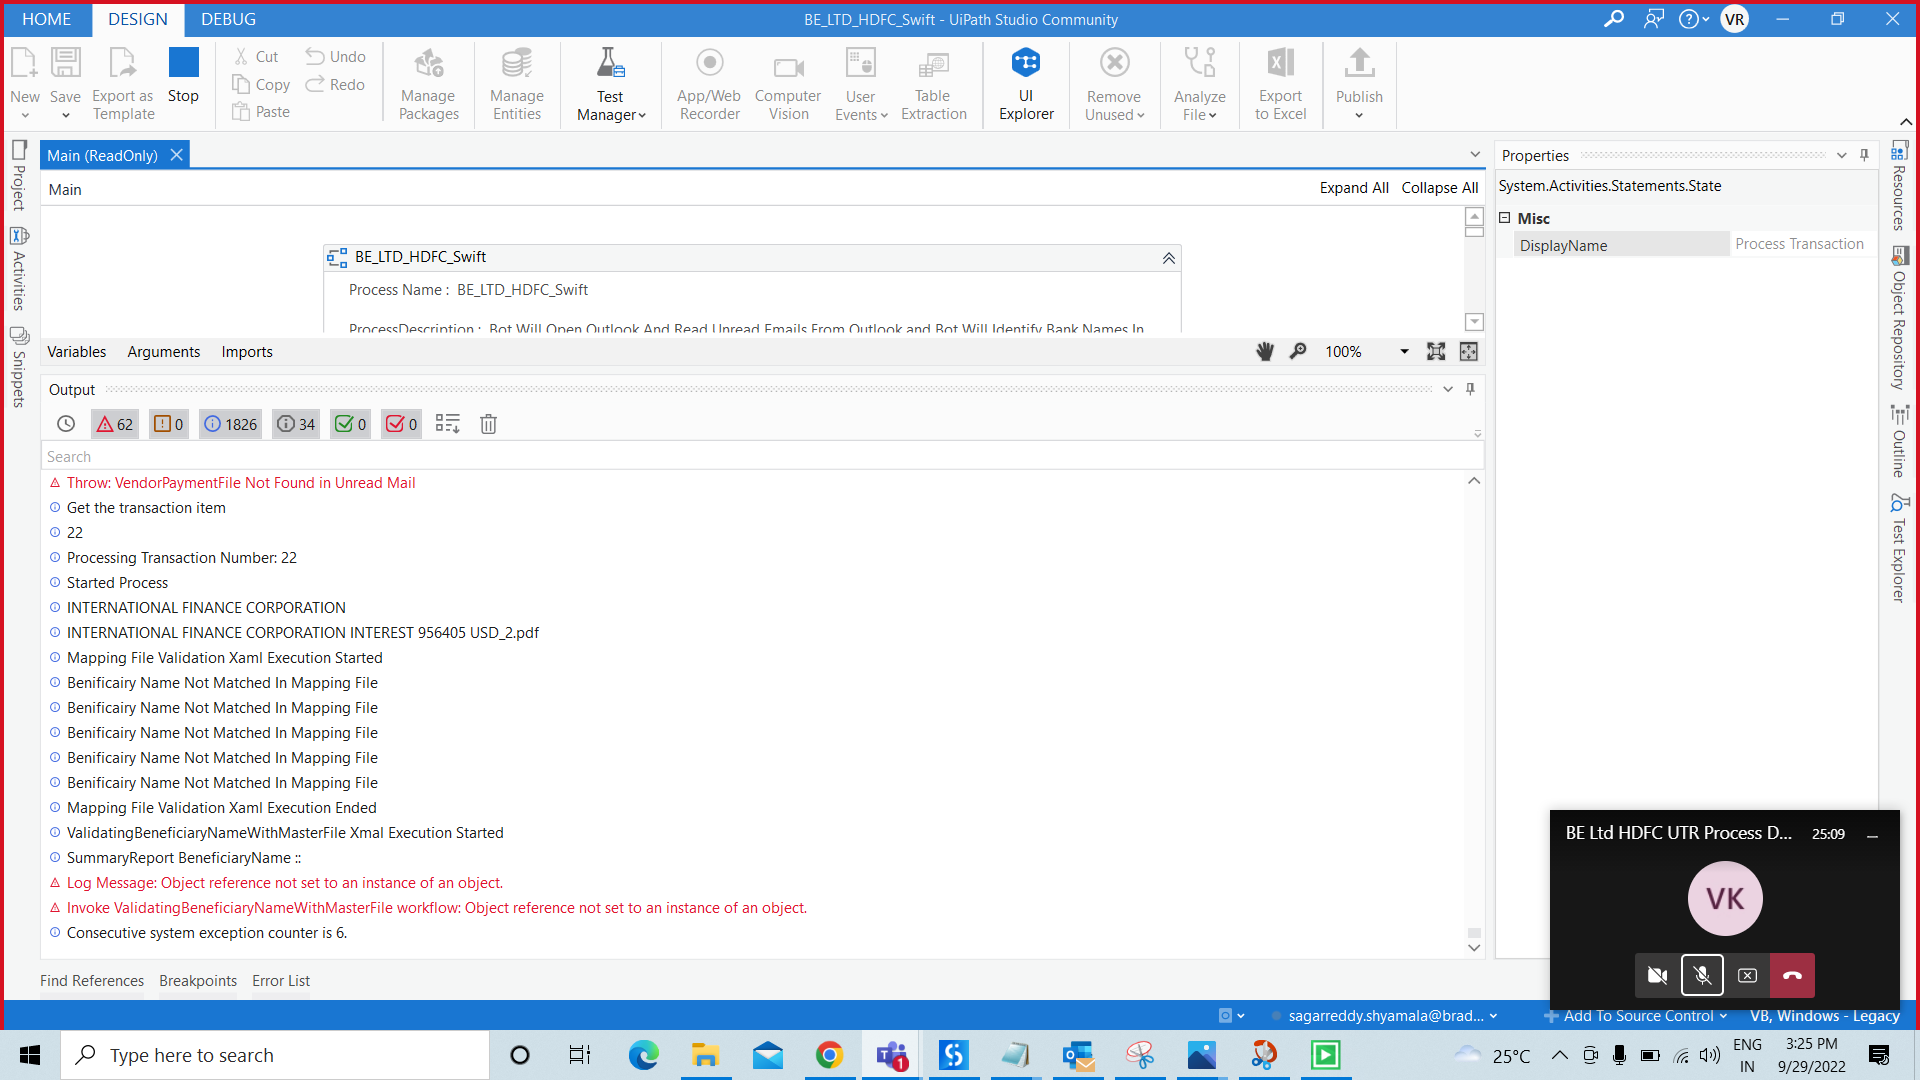 HOME DESIGN DEBUG
BE_LTD_HDFC_Swift - UiPath Studio Community
VR
New Save Export as Template Stop
Cut Copy Paste Undo Redo
Manage Packages
Manage Entities
Test Manager
App/Web Recorder
Computer Vision
User Events
Table Extraction
UI Explorer
Remove Unused
Analyze File
Export to Excel
Publish
Project
Activities
Snippets
Main (ReadOnly)
Main
Expand All Collapse All
BE_LTD_HDFC_Swift
Process Name : BE_LTD_HDFC_Swift
ProcessDescription : Bot Will Open Outlook And Read Unread Emails From Outlook and Bot Will Identify Bank Names In
Variables Arguments Imports
100%
Output
62 0 1826 34 0 0
Search
Throw: VendorPaymentFile Not Found in Unread Mail
Get the transaction item
22
Processing Transaction Number: 22
Started Process
INTERNATIONAL FINANCE CORPORATION
INTERNATIONAL FINANCE CORPORATION INTEREST 956405 USD_2.pdf
Mapping File Validation Xaml Execution Started
Benificairy Name Not Matched In Mapping File
Benificairy Name Not Matched In Mapping File
Benificairy Name Not Matched In Mapping File
Benificairy Name Not Matched In Mapping File
Benificairy Name Not Matched In Mapping File
Mapping File Validation Xaml Execution Ended
ValidatingBeneficiaryNameWithMasterFile Xmal Execution Started
SummaryReport BeneficiaryName ::
Log Message: Object reference not set to an instance of an object.
Invoke ValidatingBeneficiaryNameWithMasterFile workflow: Object reference not set to an instance of an object.
Consecutive system exception counter is 6.
Find References Breakpoints Error List
Properties
System.Activities.Statements.State
Misc
DisplayName Process Transaction
Resources
Object Repository
Outline
Test Explorer
BE Ltd HDFC UTR Process D... 25:09
VK
sagarreddy.shyamala@brad...
Add To Source Control
VB, Windows - Legacy
Type here to search
1
25°C
ENG
IN
3:25 PM
9/29/2022